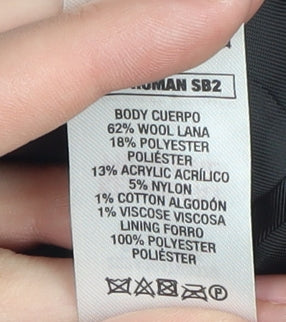 SB2
BODY CUERPO
62% WOOL LANA
18% POLYESTER
POLIÉSTER
13% ACRYLIC ACRÍLICO
5% NYLON
1% COTTON ALGODÓN
1% VISCOSE VISCOSA
LINING FORRO
100% POLYESTER
POLIÉSTER